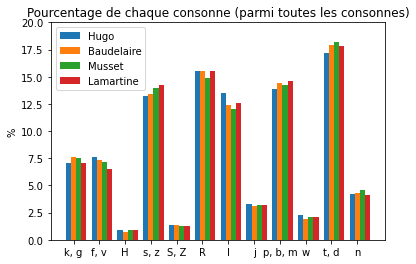 Pourcentage de chaque consonne (parmi toutes les consonnes)
20.0
17.5
15.0
12.5
10.0
7.5
5.0
2.5
0.0
%
Hugo
Baudelaire
Musset
Lamartine
k, g f, v H s, z S, Z R l j p, b, m w t, d n